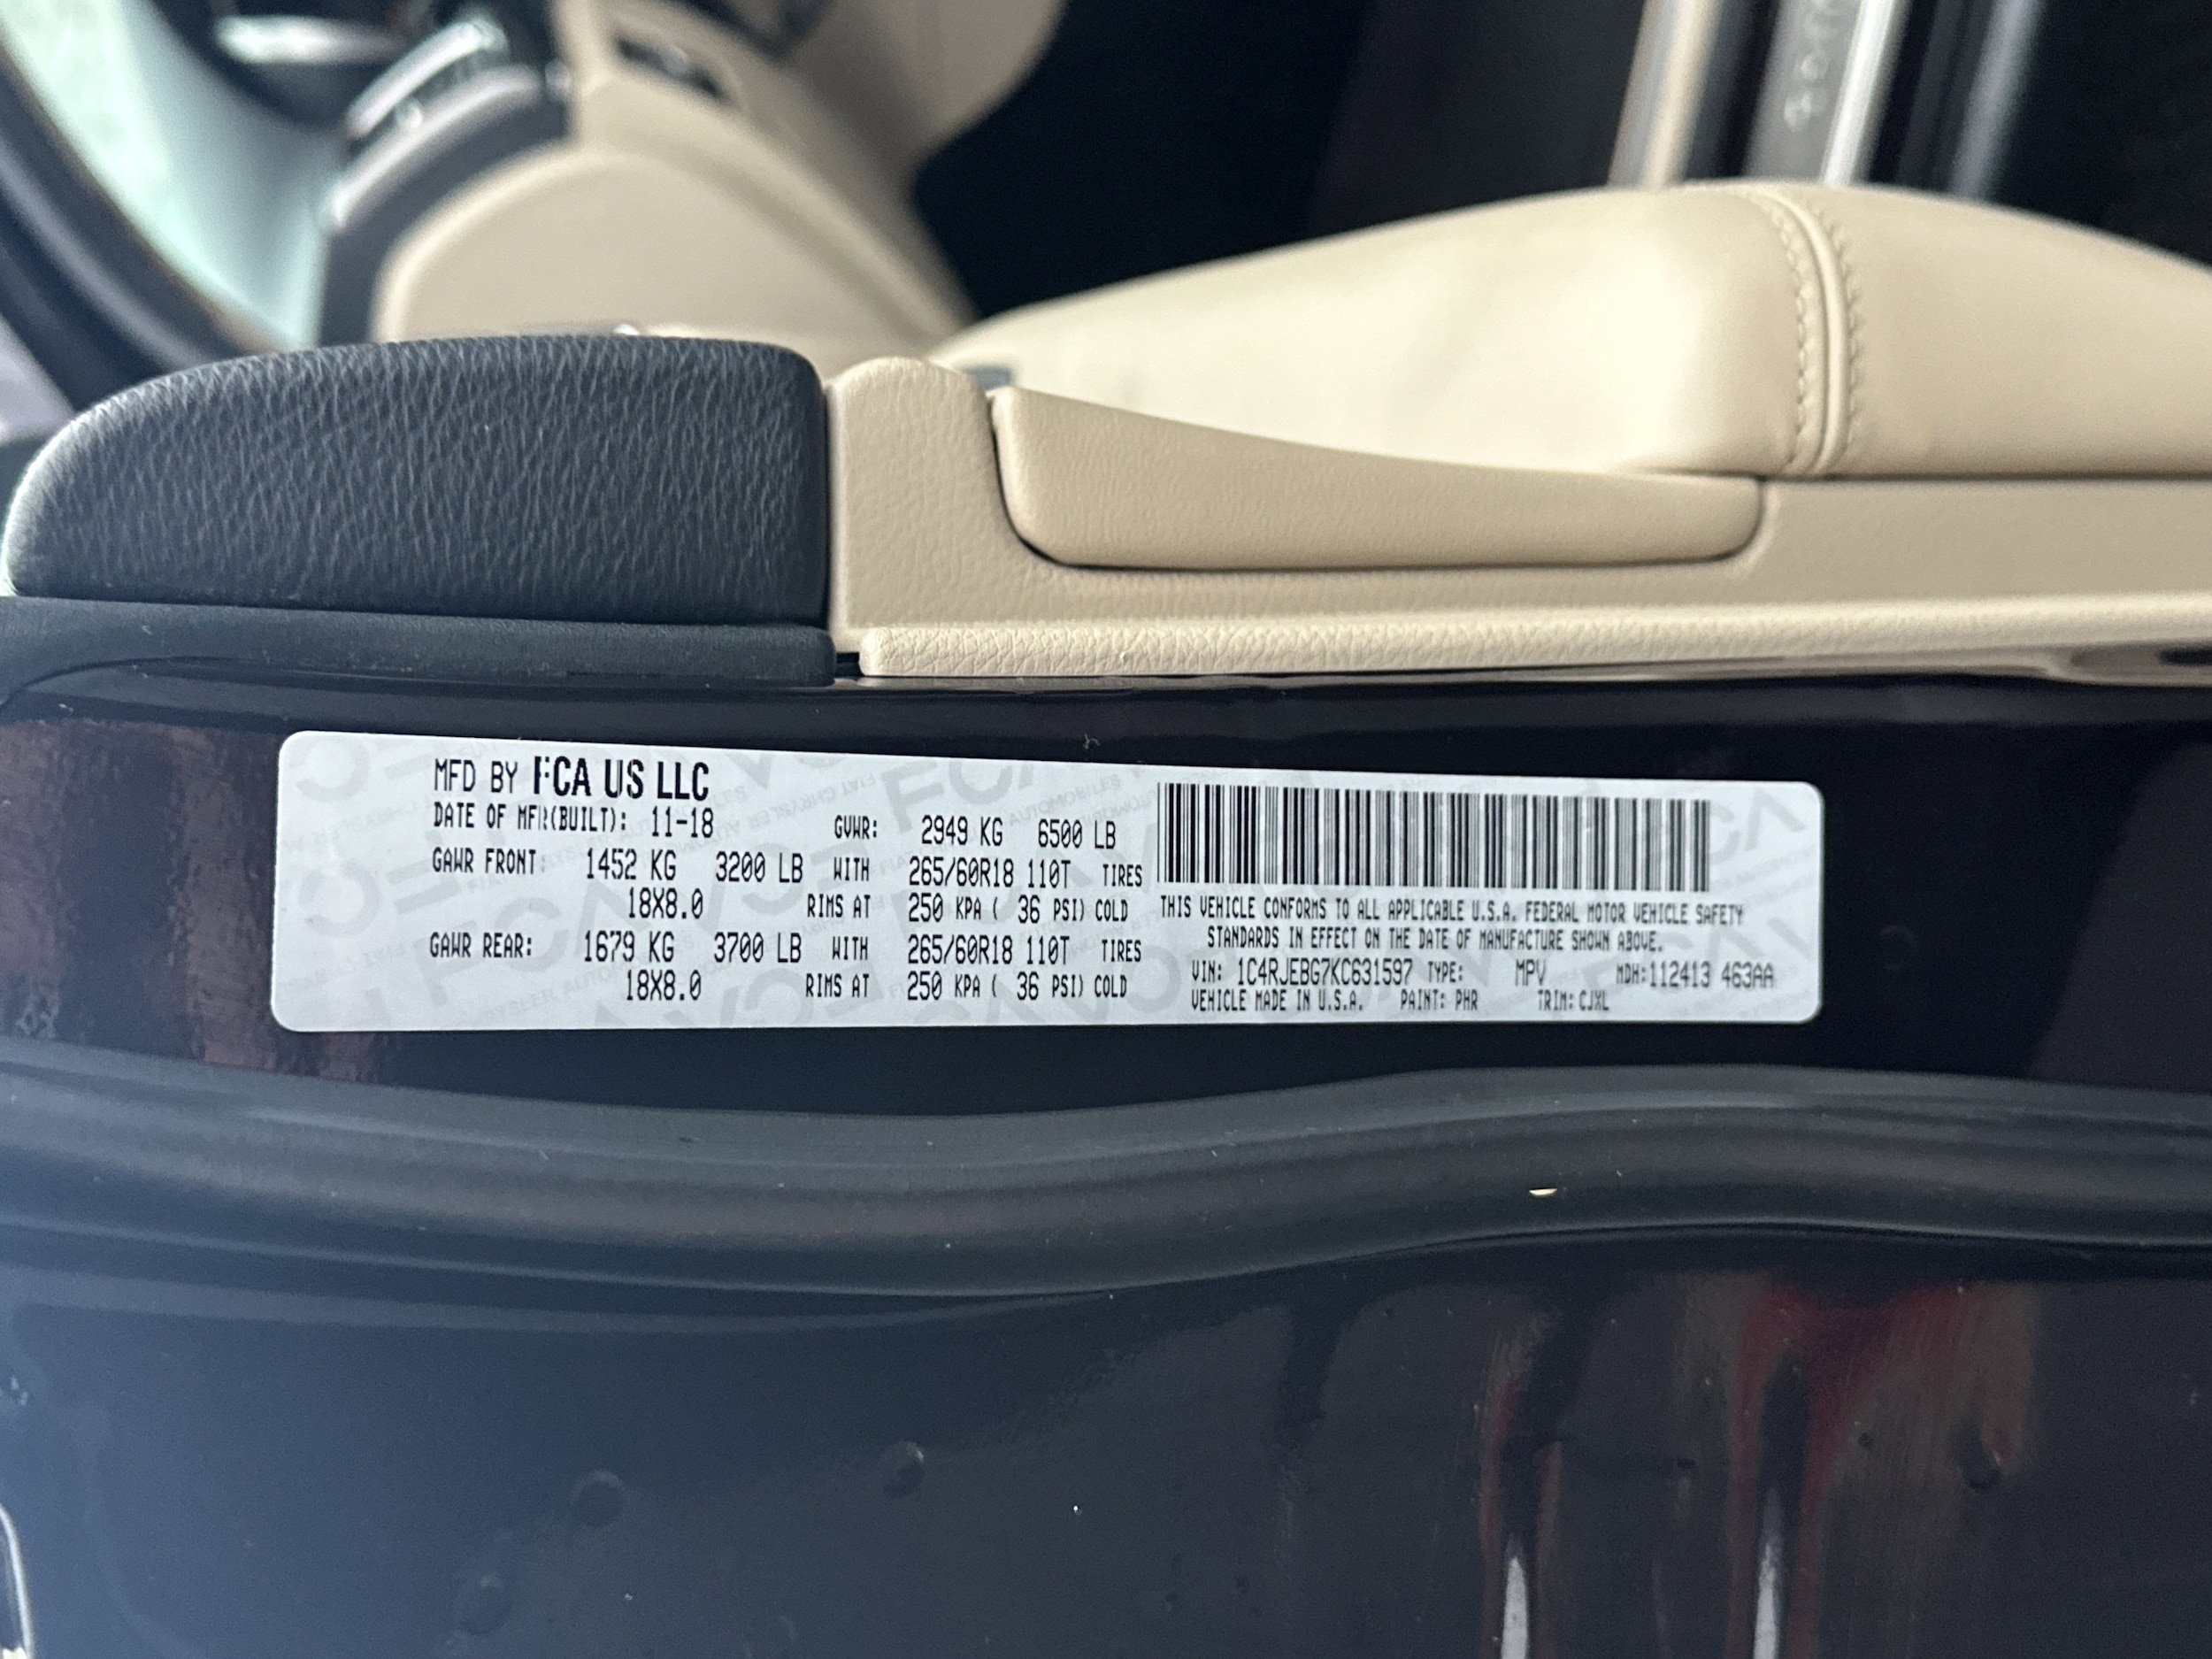 MFD BY FCA US LLC
DATE OF MFR(BUILT): 11-18 GVWR: 2949 KG 6500 LB
GAWR FRONT: 1452 KG 3200 LB WITH 265/60R18 110T TIRES
18X8.0 RIMS AT 250 KPA ( 36 PSI) COLD
GAWR REAR: 1679 KG 3700 LB WITH 265/60R18 110T TIRES
18X8.0 RIMS AT 250 KPA ( 36 PSI) COLD
THIS VEHICLE CONFORMS TO ALL APPLICABLE U.S.A. FEDERAL MOTOR VEHICLE SAFETY
STANDARDS IN EFFECT ON THE DATE OF MANUFACTURE SHOWN ABOVE.
VIN: 1C4RJEBG7KC631597 TYPE: MPV MDH:112413 463AA
VEHICLE MADE IN U.S.A. PAINT: PHR TRIM: CJXL